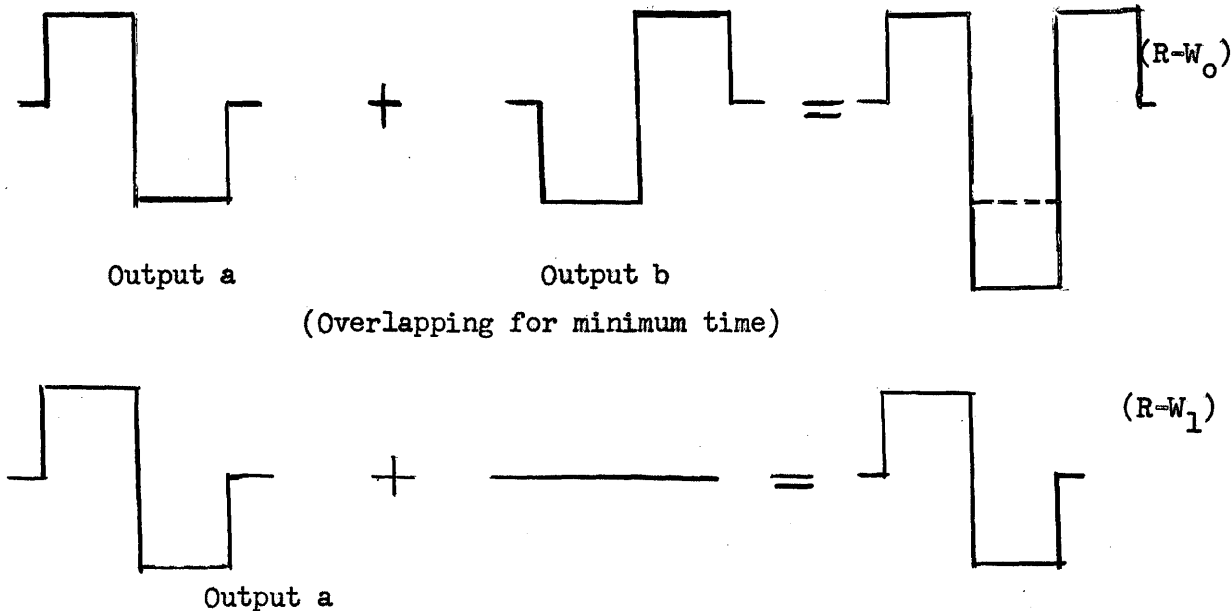 + = (R-W₀)
Output a Output b
(Overlapping for minimum time)
+ = (R-W₁)
Output a